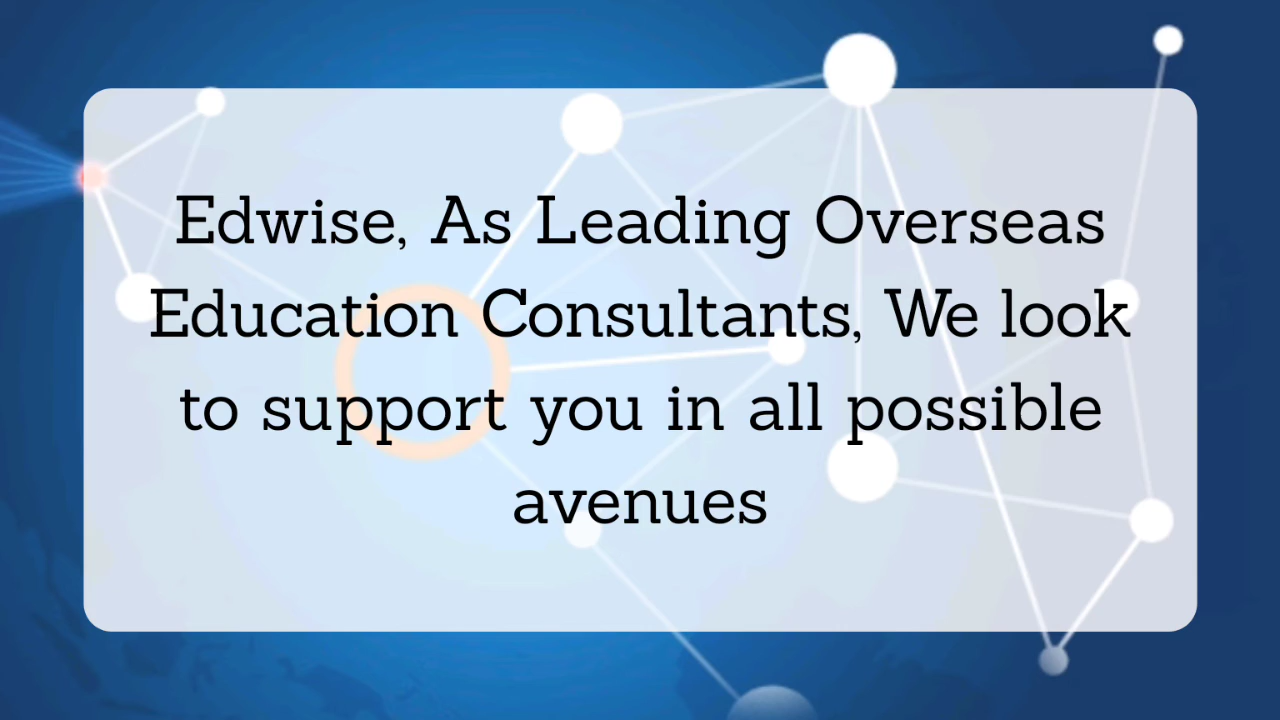 Edwise, As Leading Overseas
Education Consultants, We look
to support you in all possible
avenues